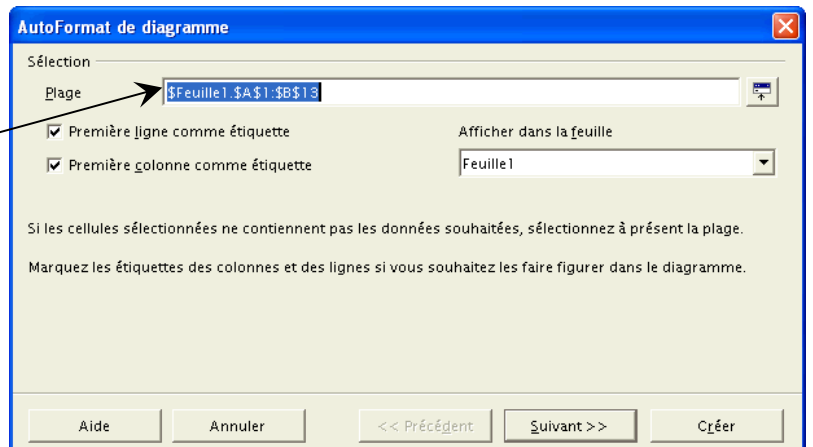 AutoFormat de diagramme
Sélection
Plage $Feuille1.$A$1:$B$13
Première ligne comme étiquette Afficher dans la feuille
Première colonne comme étiquette Feuille1
Si les cellules sélectionnées ne contiennent pas les données souhaitées, sélectionnez à présent la plage.
Marquez les étiquettes des colonnes et des lignes si vous souhaitez les faire figurer dans le diagramme.
Aide Annuler << Précédent Suivant >> Créer